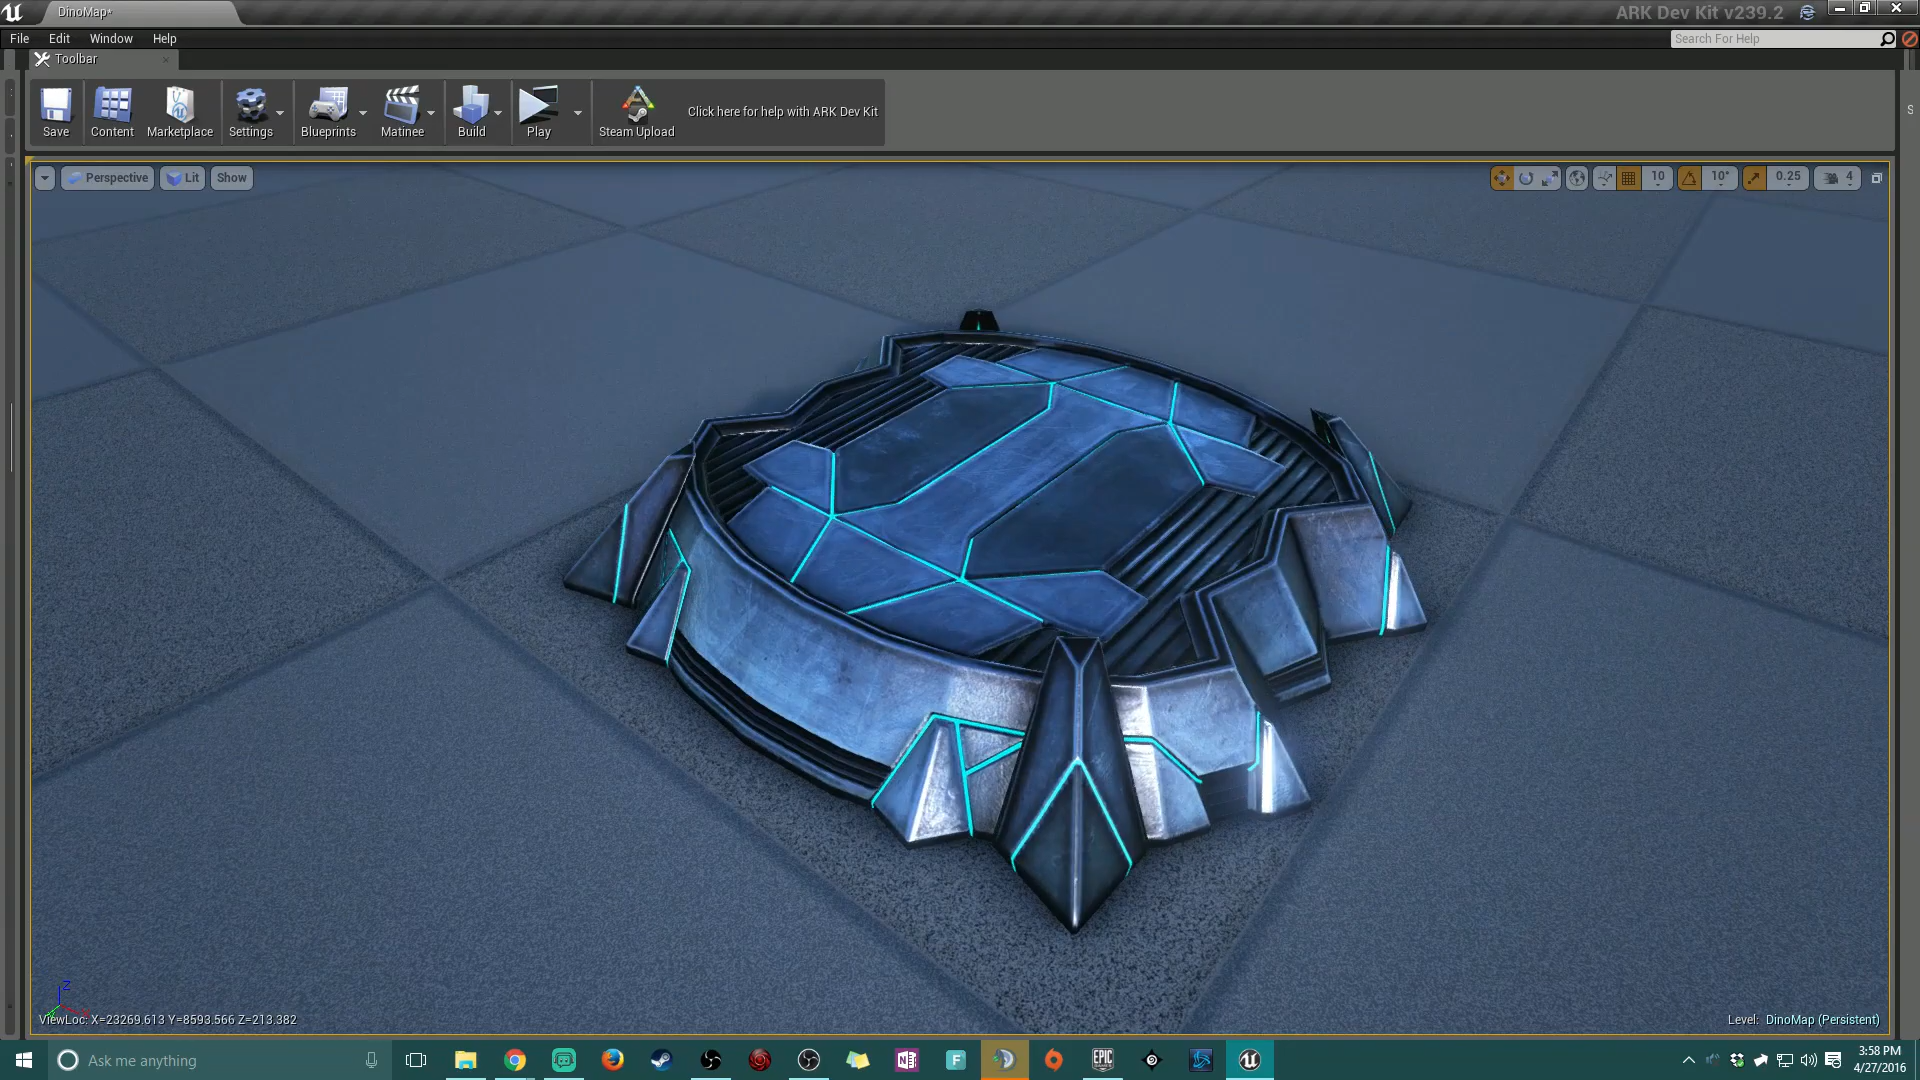 DinoMap*
ARK Dev Kit v239.2
File Edit Window Help
Search For Help
Toolbar
Save
Content
Marketplace
Settings
Blueprints
Matinee
Build
Play
Steam Upload
Click here for help with ARK Dev Kit
S
Perspective Lit Show
10 10° 0.25 4
Z
ViewLoc: X=23269.613 Y=8593.566 Z=213.382
Level: DinoMap (Persistent)
Ask me anything
N
F
EPIC
3:58 PM
4/27/2016